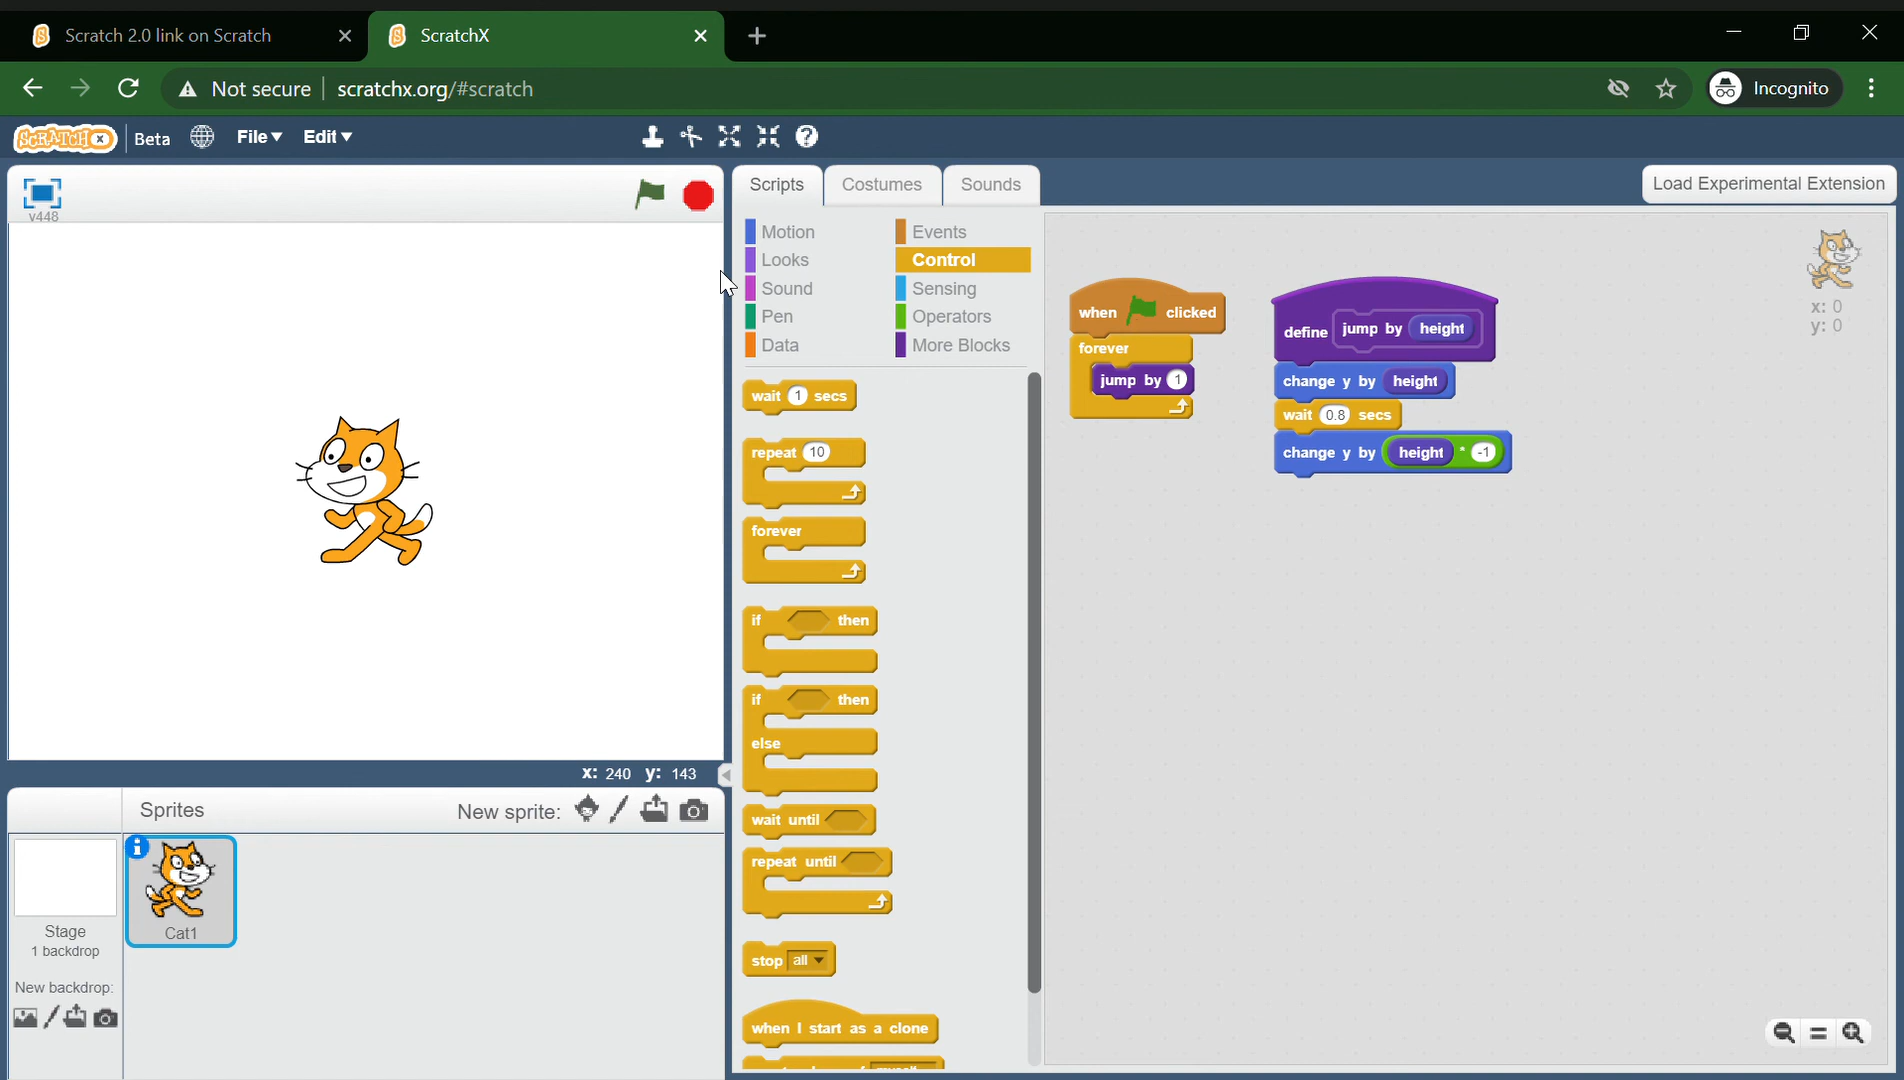 Scratch 2.0 link on Scratch
ScratchX
Not secure scratchx.org/#scratch
Incognito
SCRATCHX Beta File Edit
v448
Scripts Costumes Sounds
Load Experimental Extension
Motion Events
Looks Control
Sound Sensing
Pen Operators
Data More Blocks
wait 1 secs
repeat 10
forever
if then
if then
else
wait until
repeat until
stop all
when I start as a clone
when clicked
forever
jump by 1
define jump by height
change y by height
wait 0.8 secs
change y by height * -1
x: 0
y: 0
x: 240 y: 143
Sprites New sprite:
Stage
1 backdrop
New backdrop:
Cat1